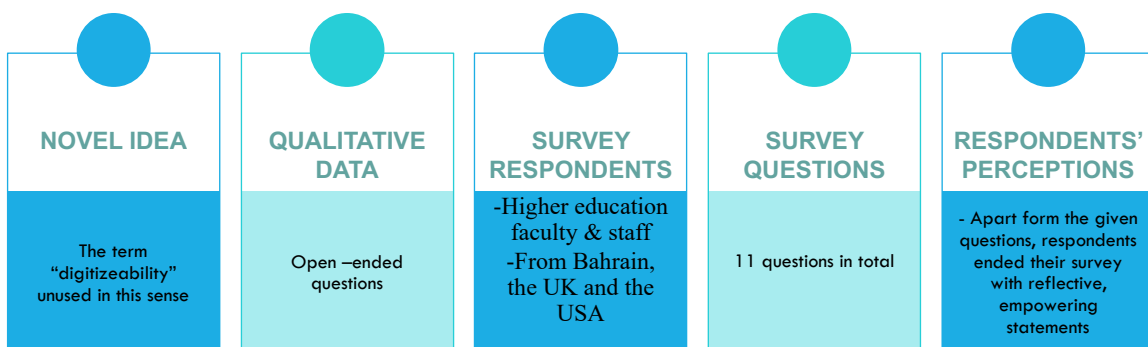 NOVEL IDEA
The term
“digitizeability”
unused in this sense
QUALITATIVE
DATA
Open –ended
questions
SURVEY
RESPONDENTS
-Higher education
faculty & staff
-From Bahrain,
the UK and the
USA
SURVEY
QUESTIONS
11 questions in total
RESPONDENTS’
PERCEPTIONS
- Apart form the given
questions, respondents
ended their survey
with reflective,
empowering
statements